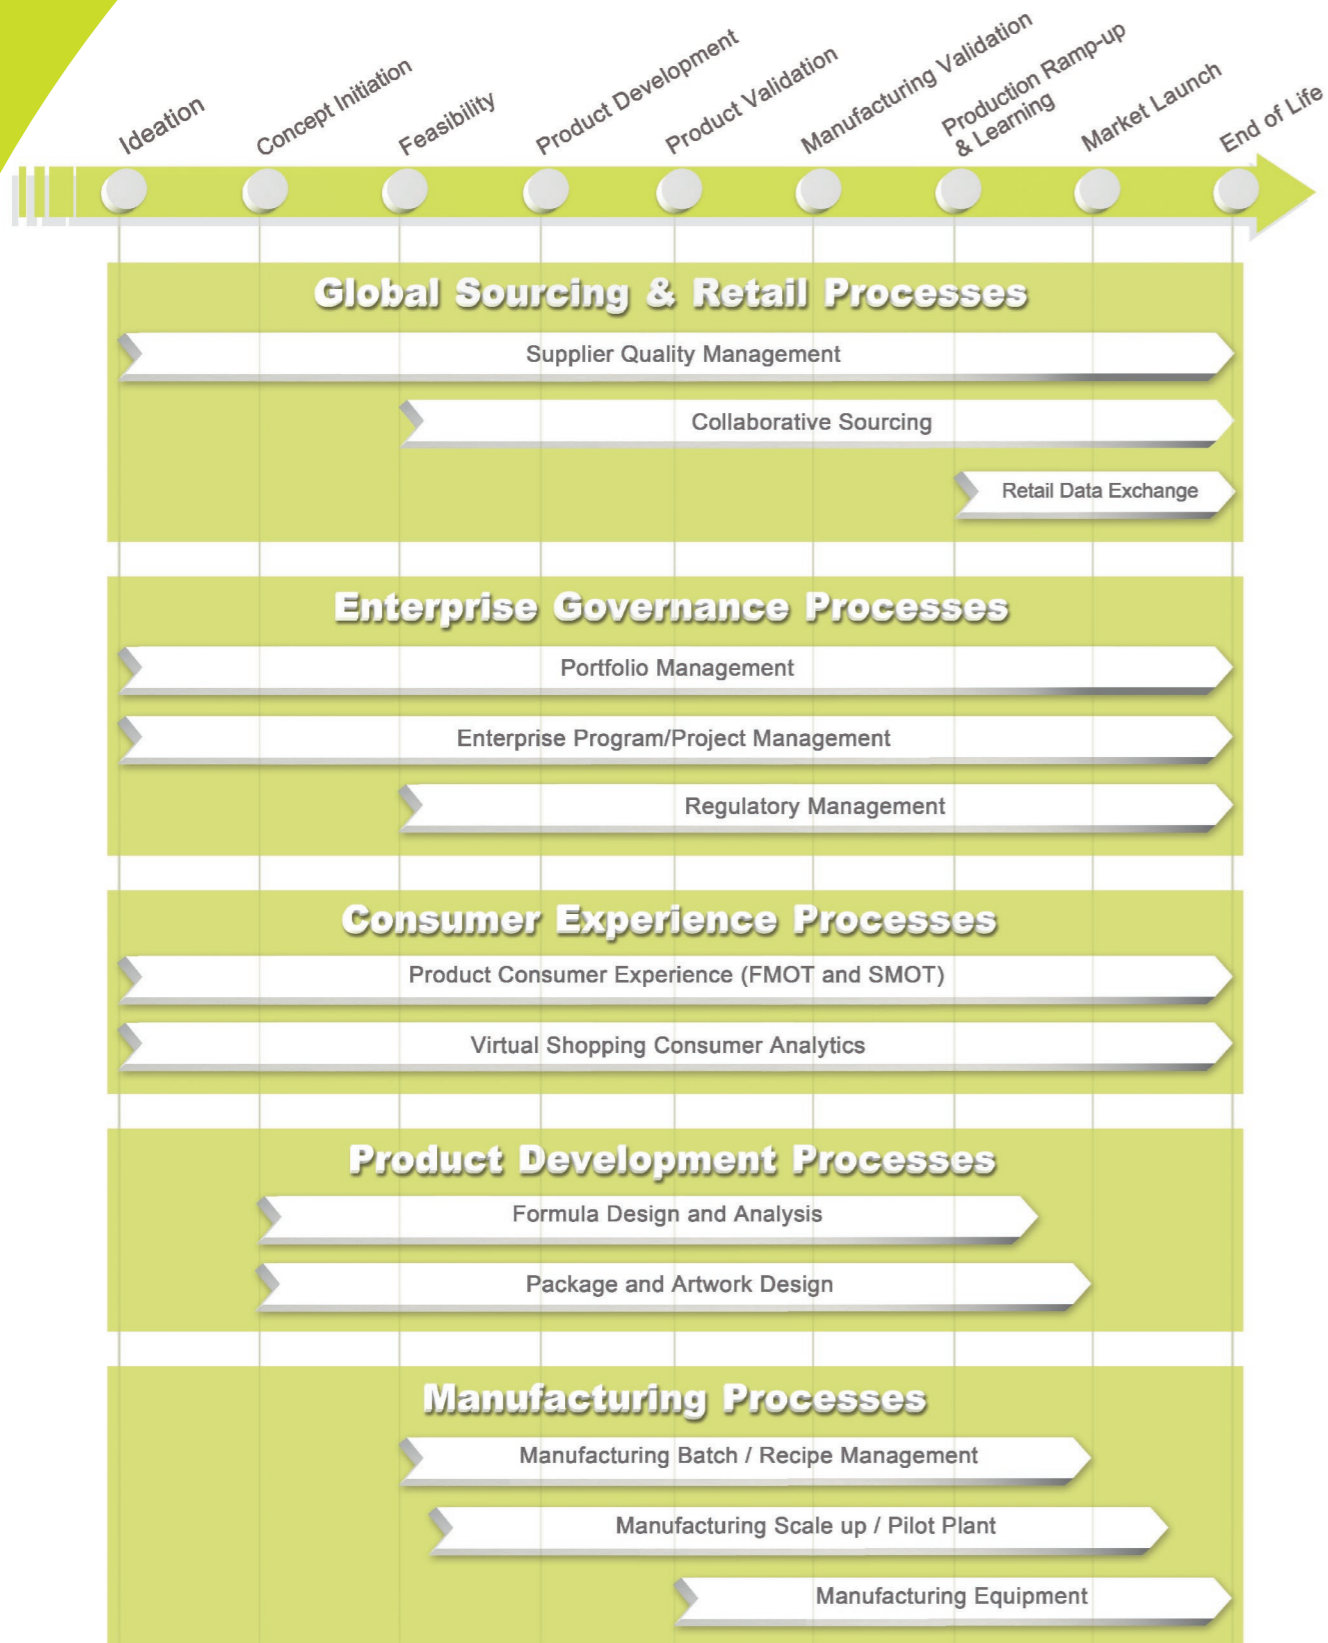 Ideation
Concept Initiation
Feasibility
Product Development
Product Validation
Manufacturing Validation
Production Ramp-up
& Learning
Market Launch
End of Life
Global Sourcing & Retail Processes
Supplier Quality Management
Collaborative Sourcing
Retail Data Exchange
Enterprise Governance Processes
Portfolio Management
Enterprise Program/Project Management
Regulatory Management
Consumer Experience Processes
Product Consumer Experience (FMOT and SMOT)
Virtual Shopping Consumer Analytics
Product Development Processes
Formula Design and Analysis
Package and Artwork Design
Manufacturing Processes
Manufacturing Batch / Recipe Management
Manufacturing Scale up / Pilot Plant
Manufacturing Equipment